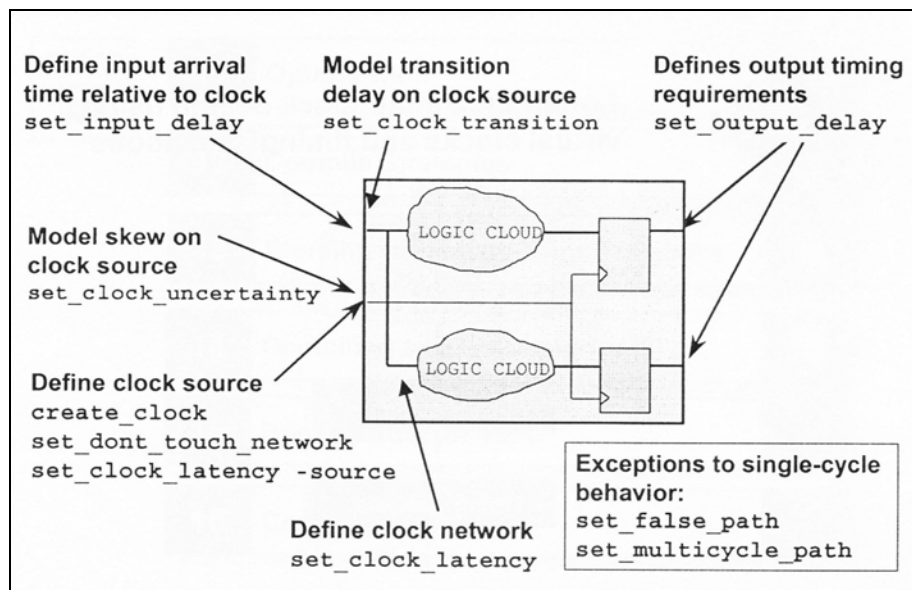 Define input arrival
time relative to clock
set_input_delay
Model transition
delay on clock source
set_clock_transition
Defines output timing
requirements
set_output_delay
LOGIC CLOUD
Model skew on
clock source
set_clock_uncertainty
LOGIC CLOUD
Define clock source
create_clock
set_dont_touch_network
set_clock_latency -source
Define clock network
set_clock_latency
Exceptions to single-cycle
behavior:
set_false_path
set_multicycle_path